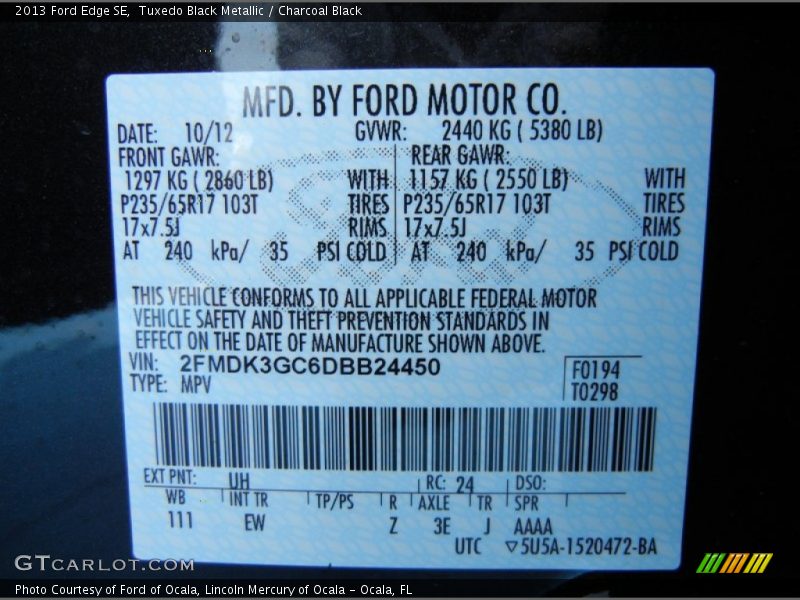 2013 Ford Edge SE,  Tuxedo Black Metallic / Charcoal Black
MFD. BY FORD MOTOR CO.
DATE: 10/12 GVWR: 2440 KG ( 5380 LB)
FRONT GAWR: REAR GAWR:
1297 KG ( 2860 LB) WITH 1157 KG ( 2550 LB) WITH
P235/65R17 103T TIRES P235/65R17 103T TIRES
17x7.5J RIMS 17x7.5J RIMS
AT 240 kPa/ 35 PSI COLD AT 240 kPa/ 35 PSI COLD
THIS VEHICLE CONFORMS TO ALL APPLICABLE FEDERAL MOTOR
VEHICLE SAFETY AND THEFT PREVENTION STANDARDS IN
EFFECT ON THE DATE OF MANUFACTURE SHOWN ABOVE.
VIN: 2FMDK3GC6DBB24450 F0194
TYPE: MPV T0298
EXT PNT: UH RC: 24 DSO:
WB INT TR TP/PS R AXLE TR SPR
111 EW Z 3E J AAAA
UTC ▽5U5A-1520472-BA
GTCARLOT.COM
Photo Courtesy of Ford of Ocala, Lincoln Mercury of Ocala - Ocala, FL